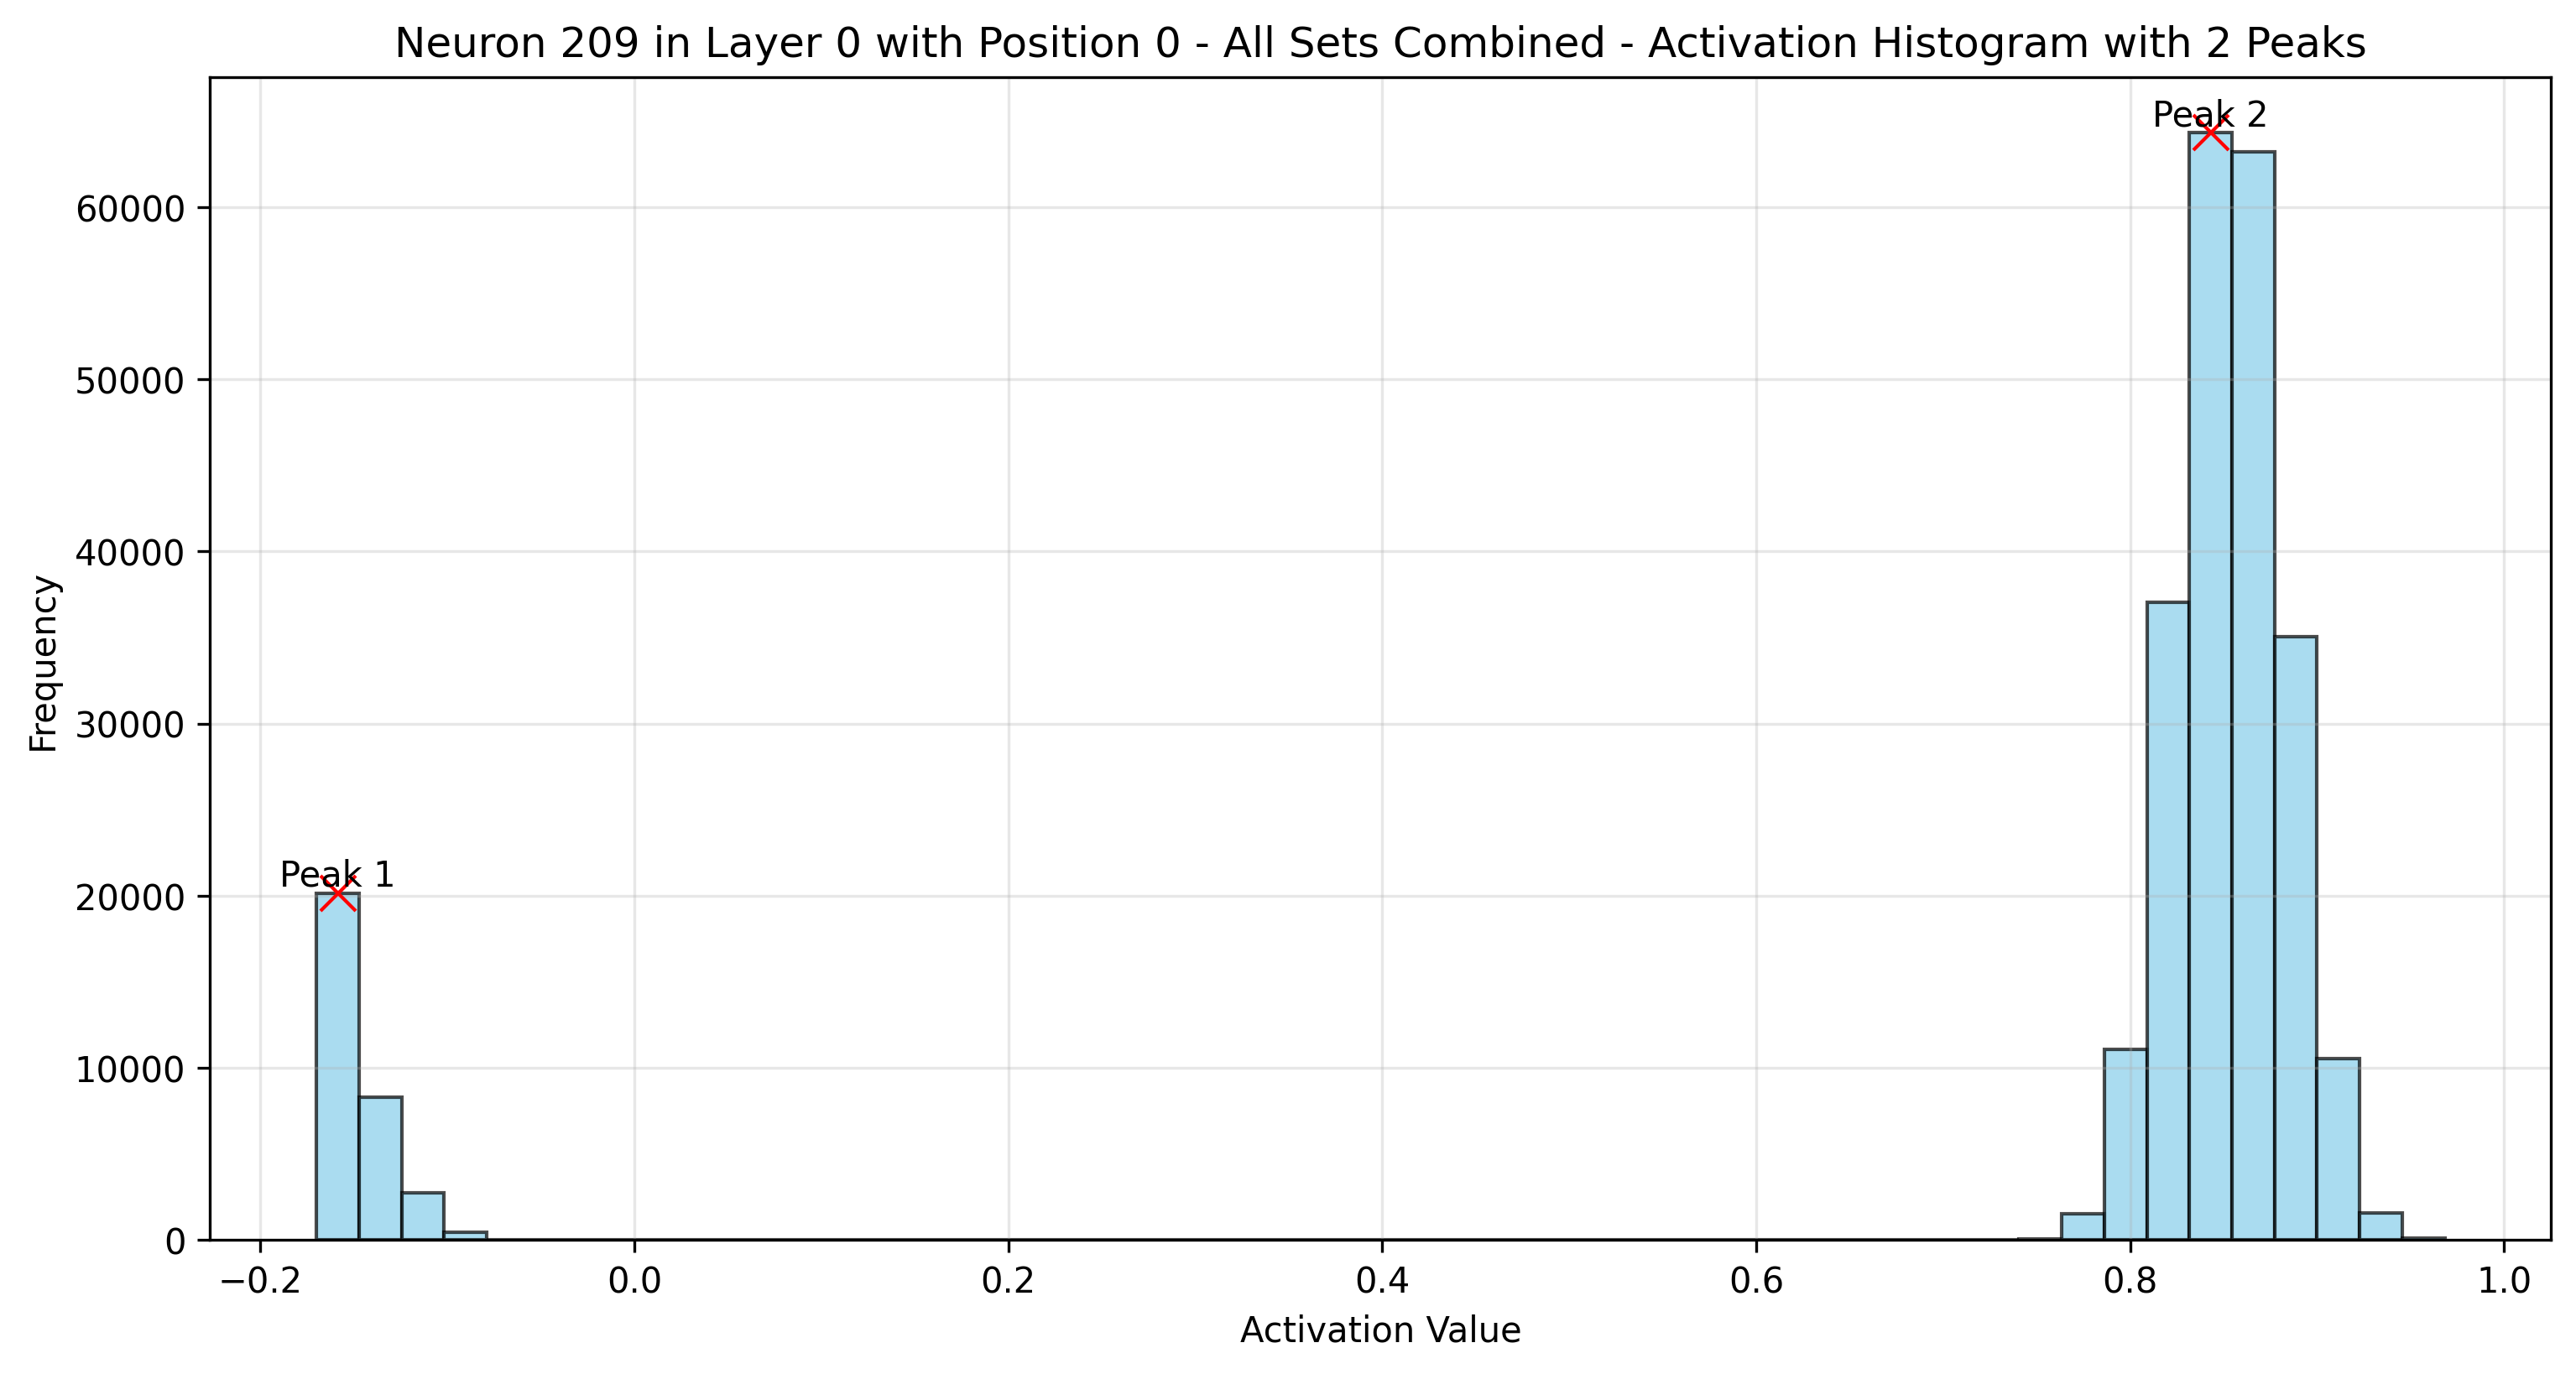 Neuron 209 in Layer 0 with Position 0 - All Sets Combined - Activation Histogram with 2 Peaks
Peak 2
60000
50000
40000
30000
Frequency
Peak 1
20000
10000
0
−0.2 0.0 0.2 0.4 0.6 0.8 1.0
Activation Value